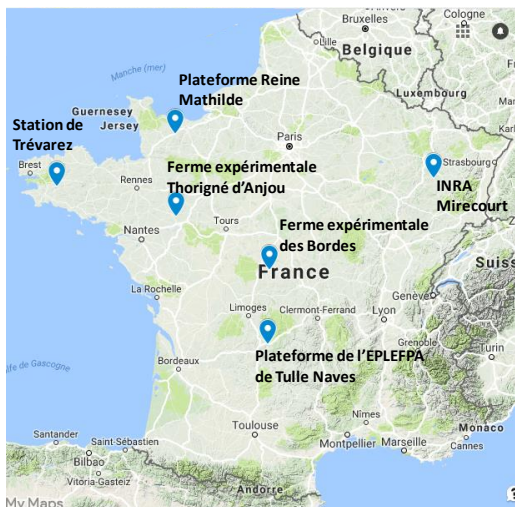 Bruxelles
Cologne
Lille
Belgique
Manche (mer)
Plateforme Reine
Mathilde
Luxembourg
Guernesey
Jersey
Station de
Trévarez
Paris
Brest
Rennes
Ferme expérimentale
Thorigné d'Anjou
Strasbourg
INRA
Mirecourt
Nantes
Tours
Ferme expérimentale
des Bordes
France
Suiss
La Rochelle
Genève
Limoges
Clermont-Ferrand
Lyon
Grenoble
Turin
Plateforme de l'EPLEFPA
de Tulle Naves
fe de Gascogne
Bordeaux
Nîmes
Toulouse
Montpellier
Marseille
Cannes
Monaco
Santander
Saint-Sébastien
Bilbao
Vitoria-Gasteiz
Andorre
My Maps
?